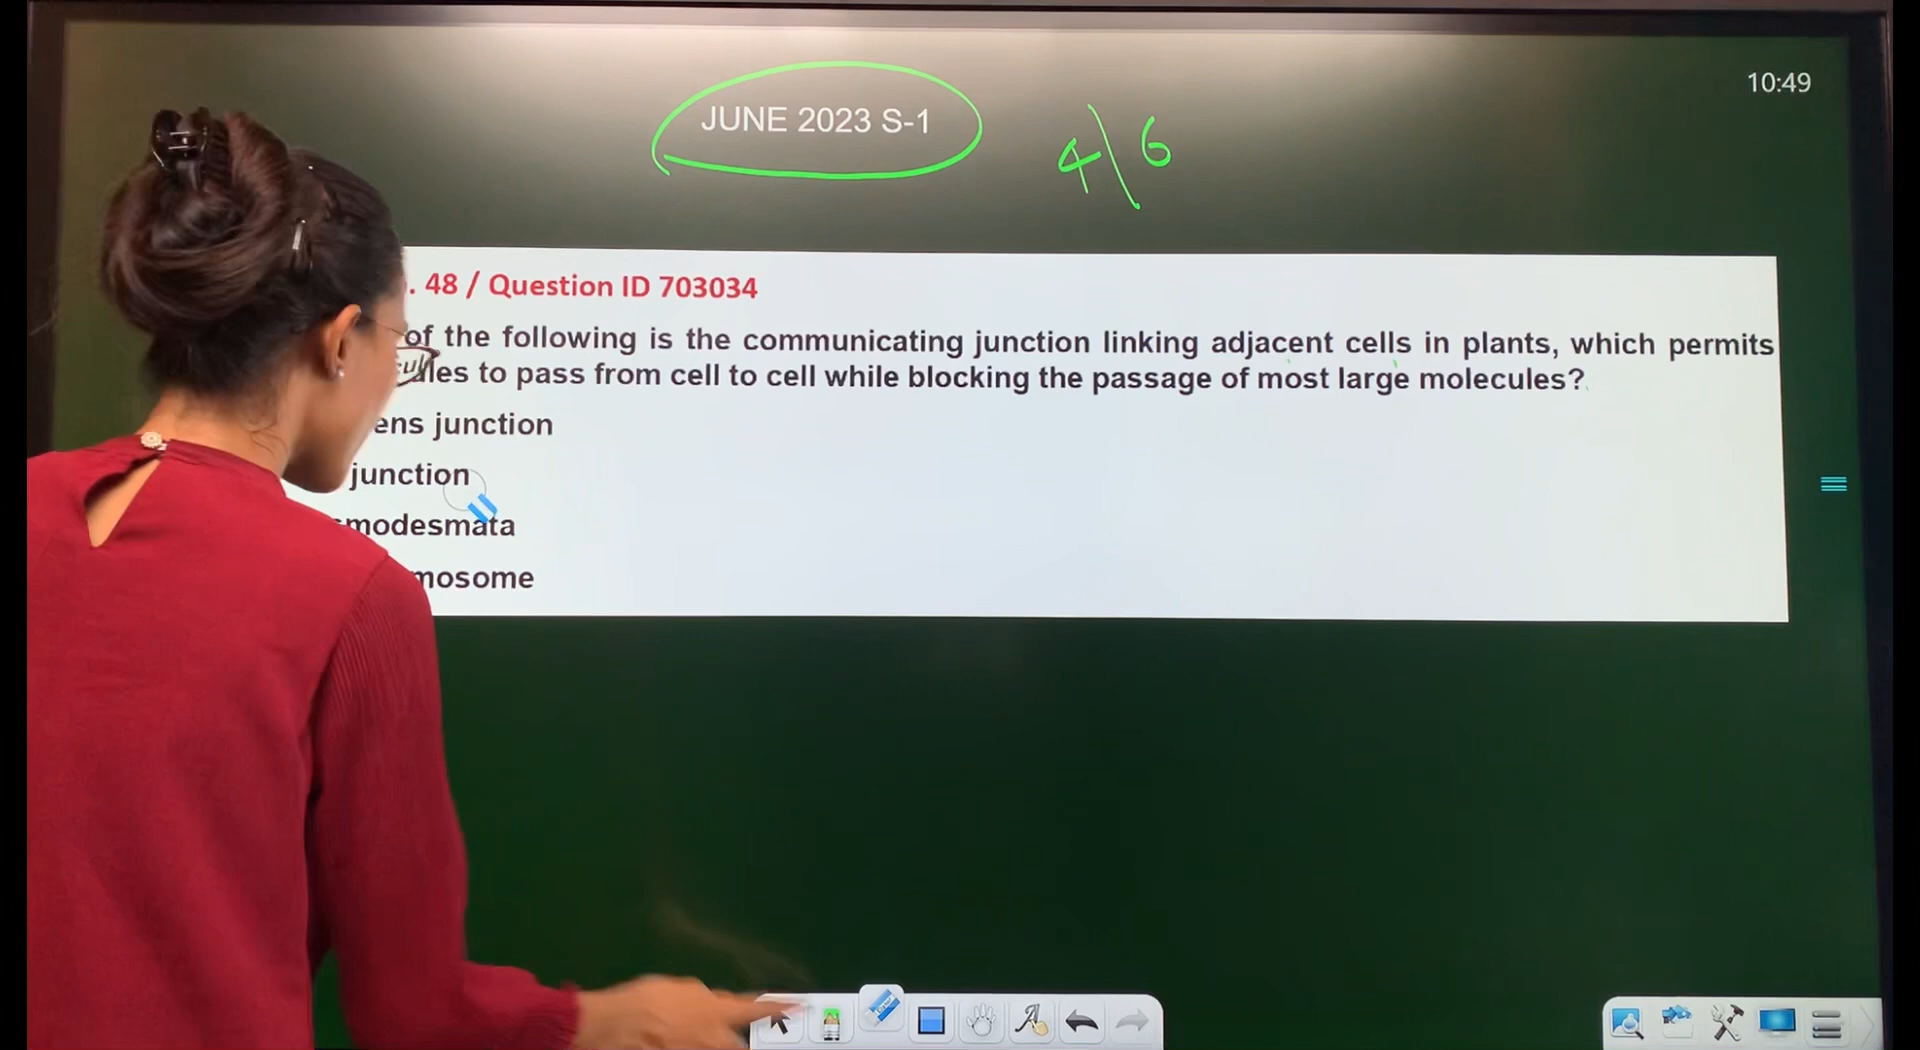 10:49
JUNE 2023 S-1
4 | 6
. 48 / Question ID 703034
of the following is the communicating junction linking adjacent cells in plants, which permits
ules to pass from cell to cell while blocking the passage of most large molecules?
ens junction
junction
modesmata
mosome